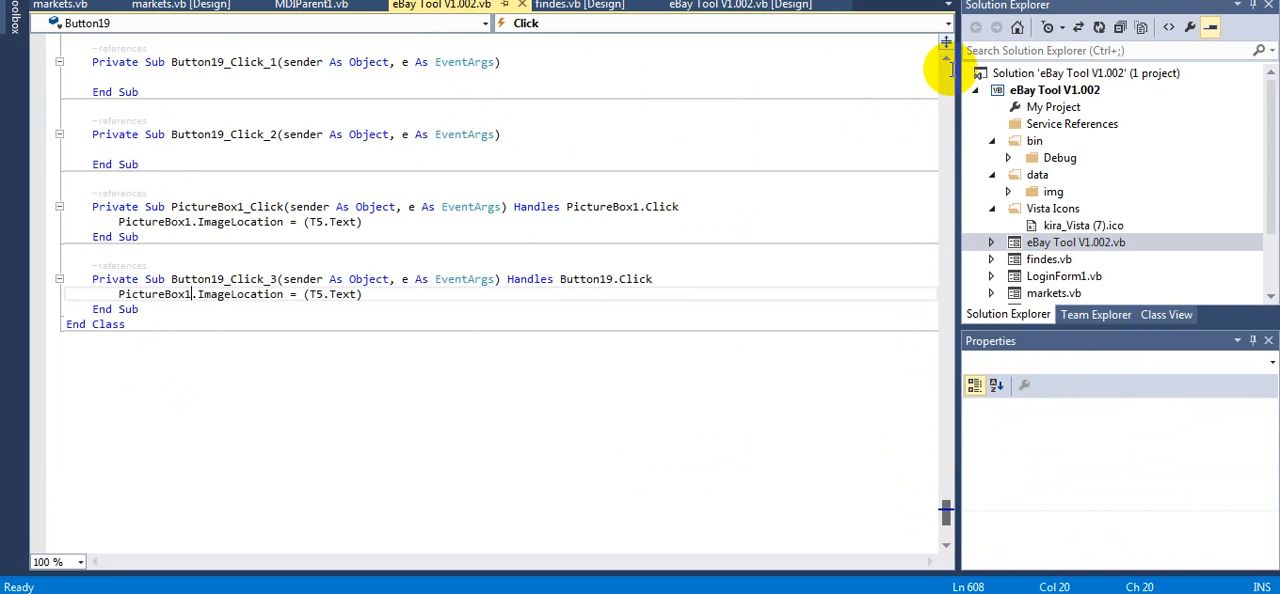 markets.vb markets.vb [Design] MDIParent1.vb eBay Tool V1.002.vb findes.vb [Design] eBay Tool V1.002.vb [Design]
Button19 Click
references
Private Sub Button19_Click_1(sender As Object, e As EventArgs)
End Sub
references
Private Sub Button19_Click_2(sender As Object, e As EventArgs)
End Sub
references
Private Sub PictureBox1_Click(sender As Object, e As EventArgs) Handles PictureBox1.Click
PictureBox1.ImageLocation = (T5.Text)
End Sub
references
Private Sub Button19_Click_3(sender As Object, e As EventArgs) Handles Button19.Click
PictureBox1.ImageLocation = (T5.Text)
End Sub
End Class
100 %
Solution Explorer
Search Solution Explorer (Ctrl+;)
Solution 'eBay Tool V1.002' (1 project)
VB eBay Tool V1.002
My Project
Service References
bin
Debug
data
img
Vista Icons
kira_Vista (7).ico
eBay Tool V1.002.vb
findes.vb
LoginForm1.vb
markets.vb
Solution Explorer Team Explorer Class View
Properties
Ready Ln 608 Col 20 Ch 20 INS